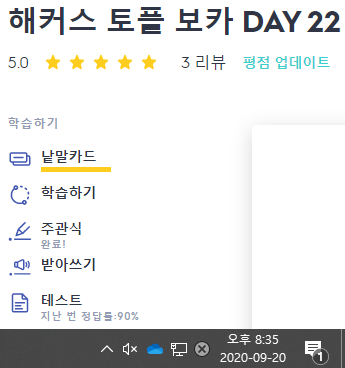 해커스 토플 보카 DAY 22
5.0 3 리뷰 평점 업데이트
학습하기
낱말카드
학습하기
주관식
완료!
받아쓰기
테스트
지난 번 정답률:90%
오후 8:35
2020-09-20
1